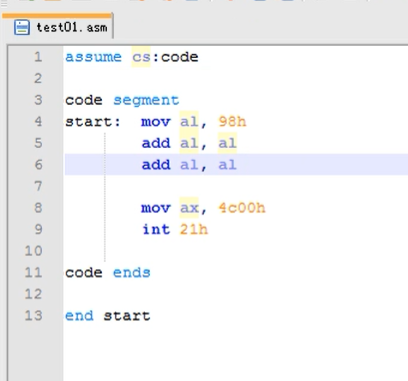 test01.asm
1 assume cs:code
2
3 code segment
4 start: mov al, 98h
5 add al, al
6 add al, al
7
8 mov ax, 4c00h
9 int 21h
10
11 code ends
12
13 end start